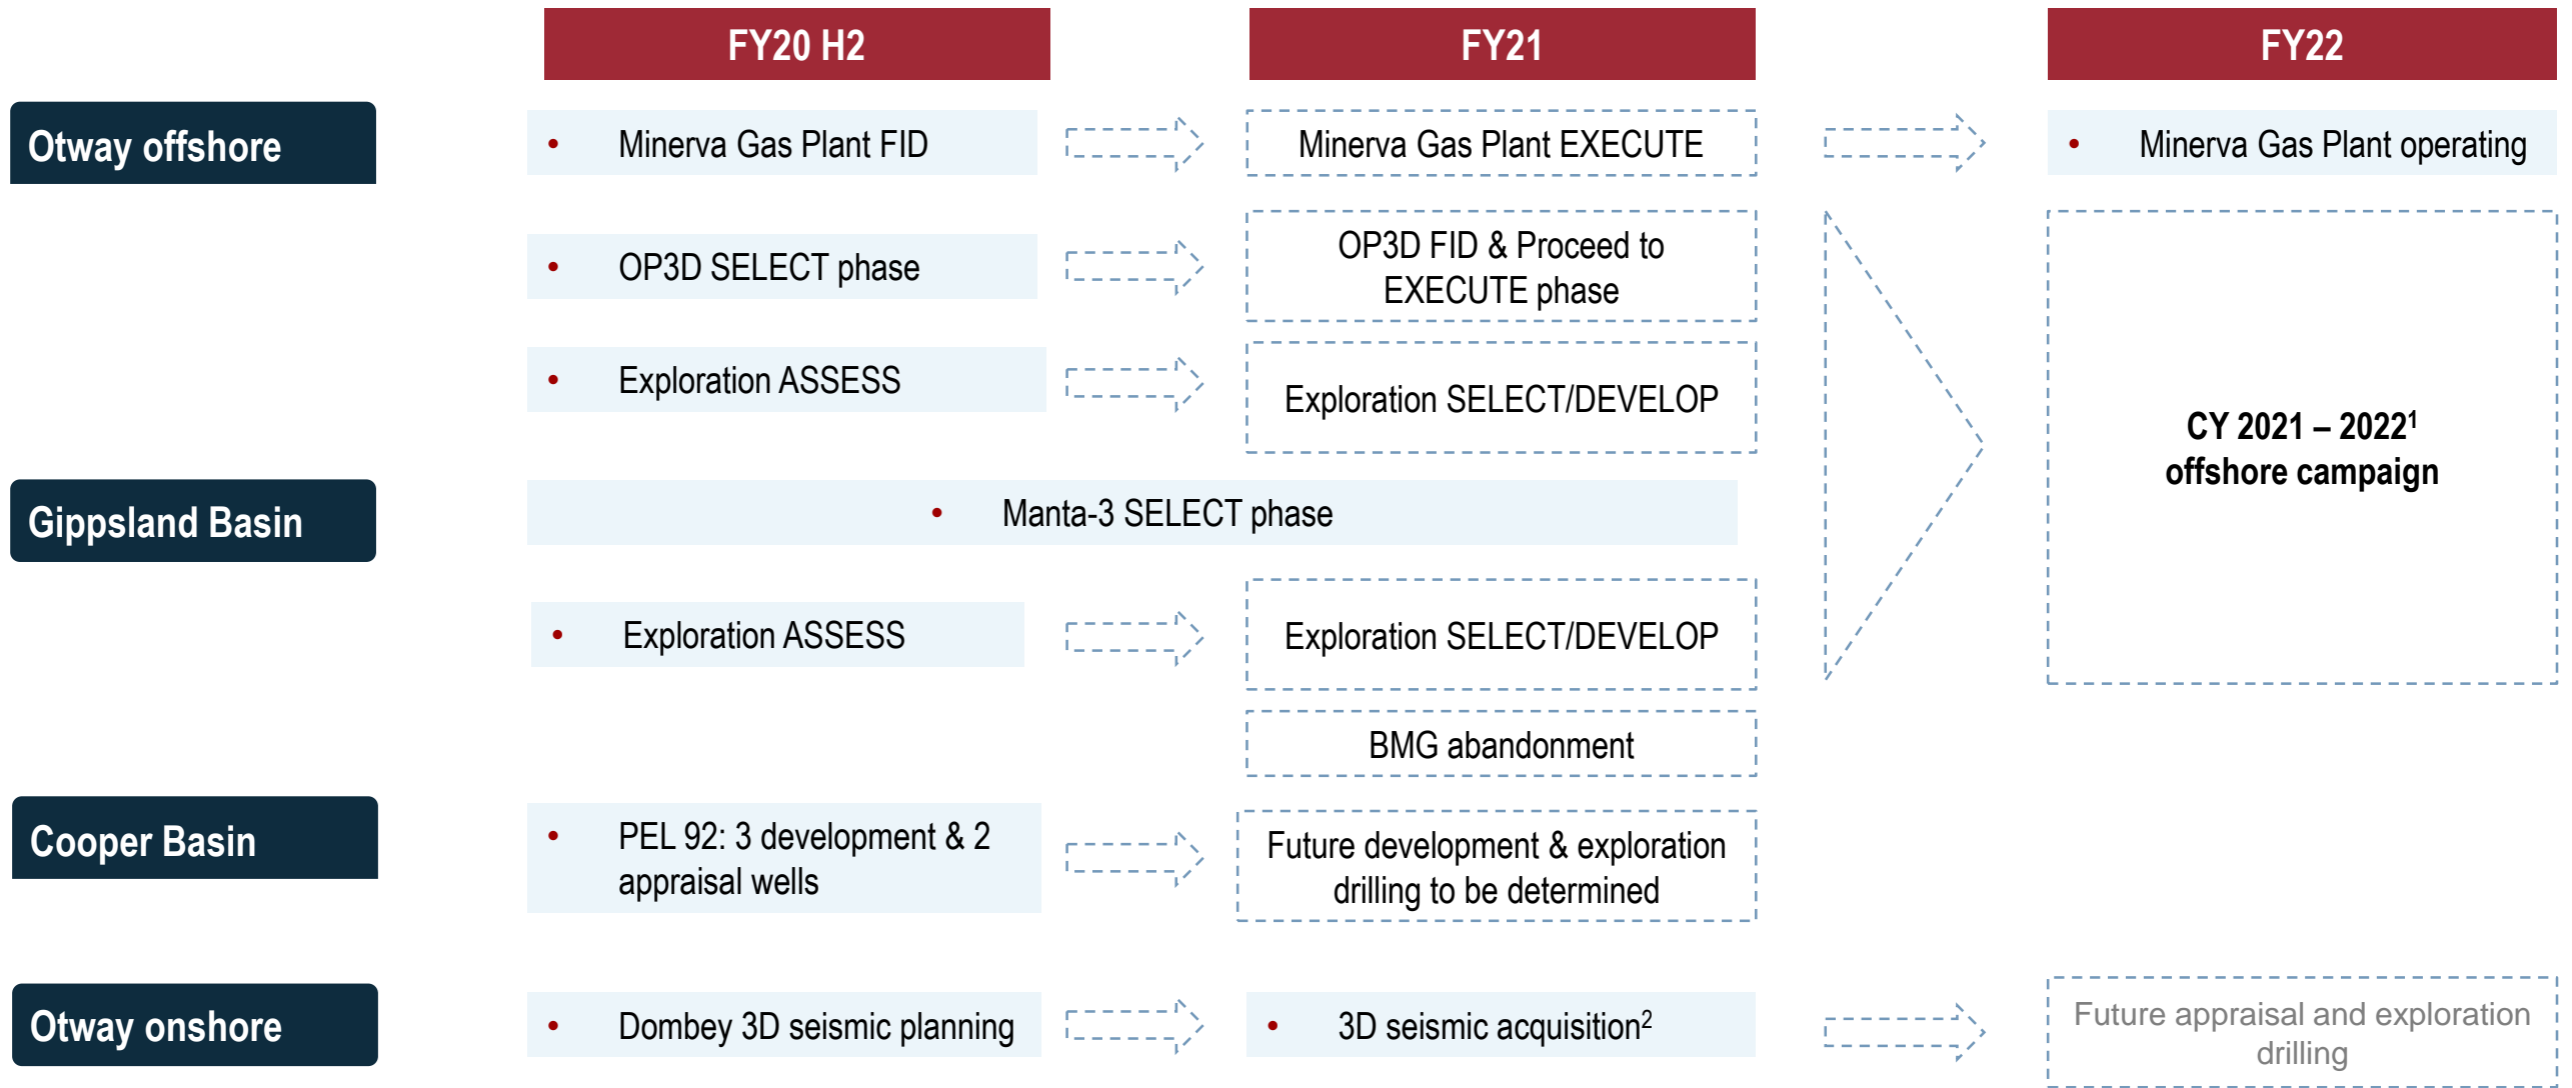 FY20 H2
FY21
FY22
Otway offshore
• Minerva Gas Plant FID
Minerva Gas Plant EXECUTE
• Minerva Gas Plant operating
• OP3D SELECT phase
OP3D FID & Proceed to
EXECUTE phase
• Exploration ASSESS
Exploration SELECT/DEVELOP
CY 2021 – 2022¹
offshore campaign
Gippsland Basin
• Manta-3 SELECT phase
• Exploration ASSESS
Exploration SELECT/DEVELOP
BMG abandonment
Cooper Basin
• PEL 92: 3 development & 2
appraisal wells
Future development & exploration
drilling to be determined
Otway onshore
• Dombey 3D seismic planning
• 3D seismic acquisition²
Future appraisal and exploration
drilling